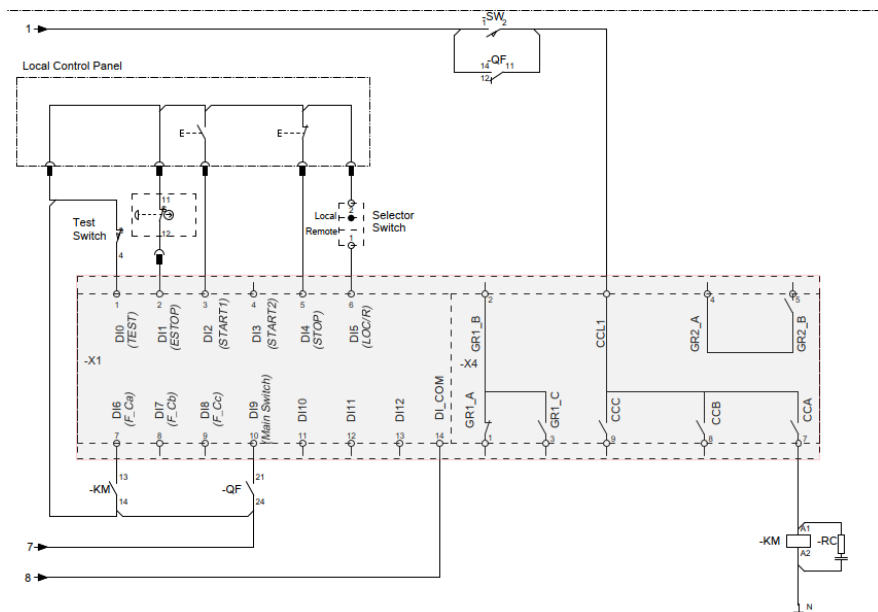 1
-SW
1 2
-QF
14 11
12
Local Control Panel
E
E
11
12
Test
Switch
4
2
Local
Remote
1
Selector
Switch
1
2
3
4
5
6
2
4
5
DI0
(TEST)
DI1
(ESTOP)
DI2
(START1)
DI3
(START2)
DI4
(STOP)
DI5
(LOC/R)
GR1_B
CCL1
GR2_A
GR2_B
-X1
-X4
DI6
(F_Ca)
DI7
(F_Cb)
DI8
(F_Cc)
DI9
(Main Switch)
DI10
DI11
DI12
DI_COM
GR1_A
GR1_C
CCC
CCB
CCA
7
8
9
10
11
12
13
14
1
3
9
8
7
13
-KM
14
21
-QF
24
7
8
A1
-KM
A2
-RC
N